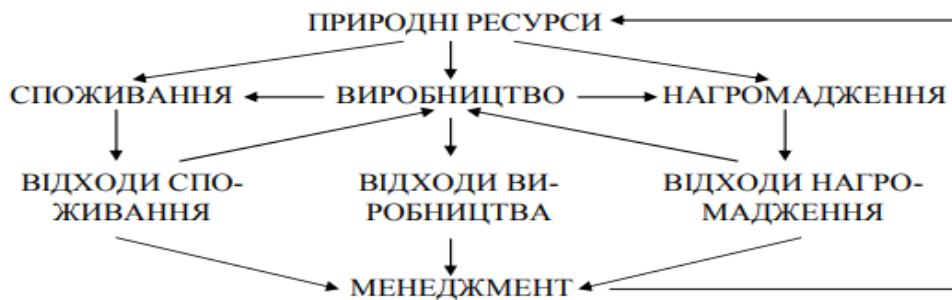 ПРИРОДНІ РЕСУРСИ
СПОЖИВАННЯ ВИРОБНИЦТВО НАГРОМАДЖЕННЯ
ВІДХОДИ СПО- ВІДХОДИ ВИ- ВІДХОДИ НАГРО-
ЖИВАННЯ РОБНИЦТВА МАДЖЕННЯ
МЕНЕДЖМЕНТ